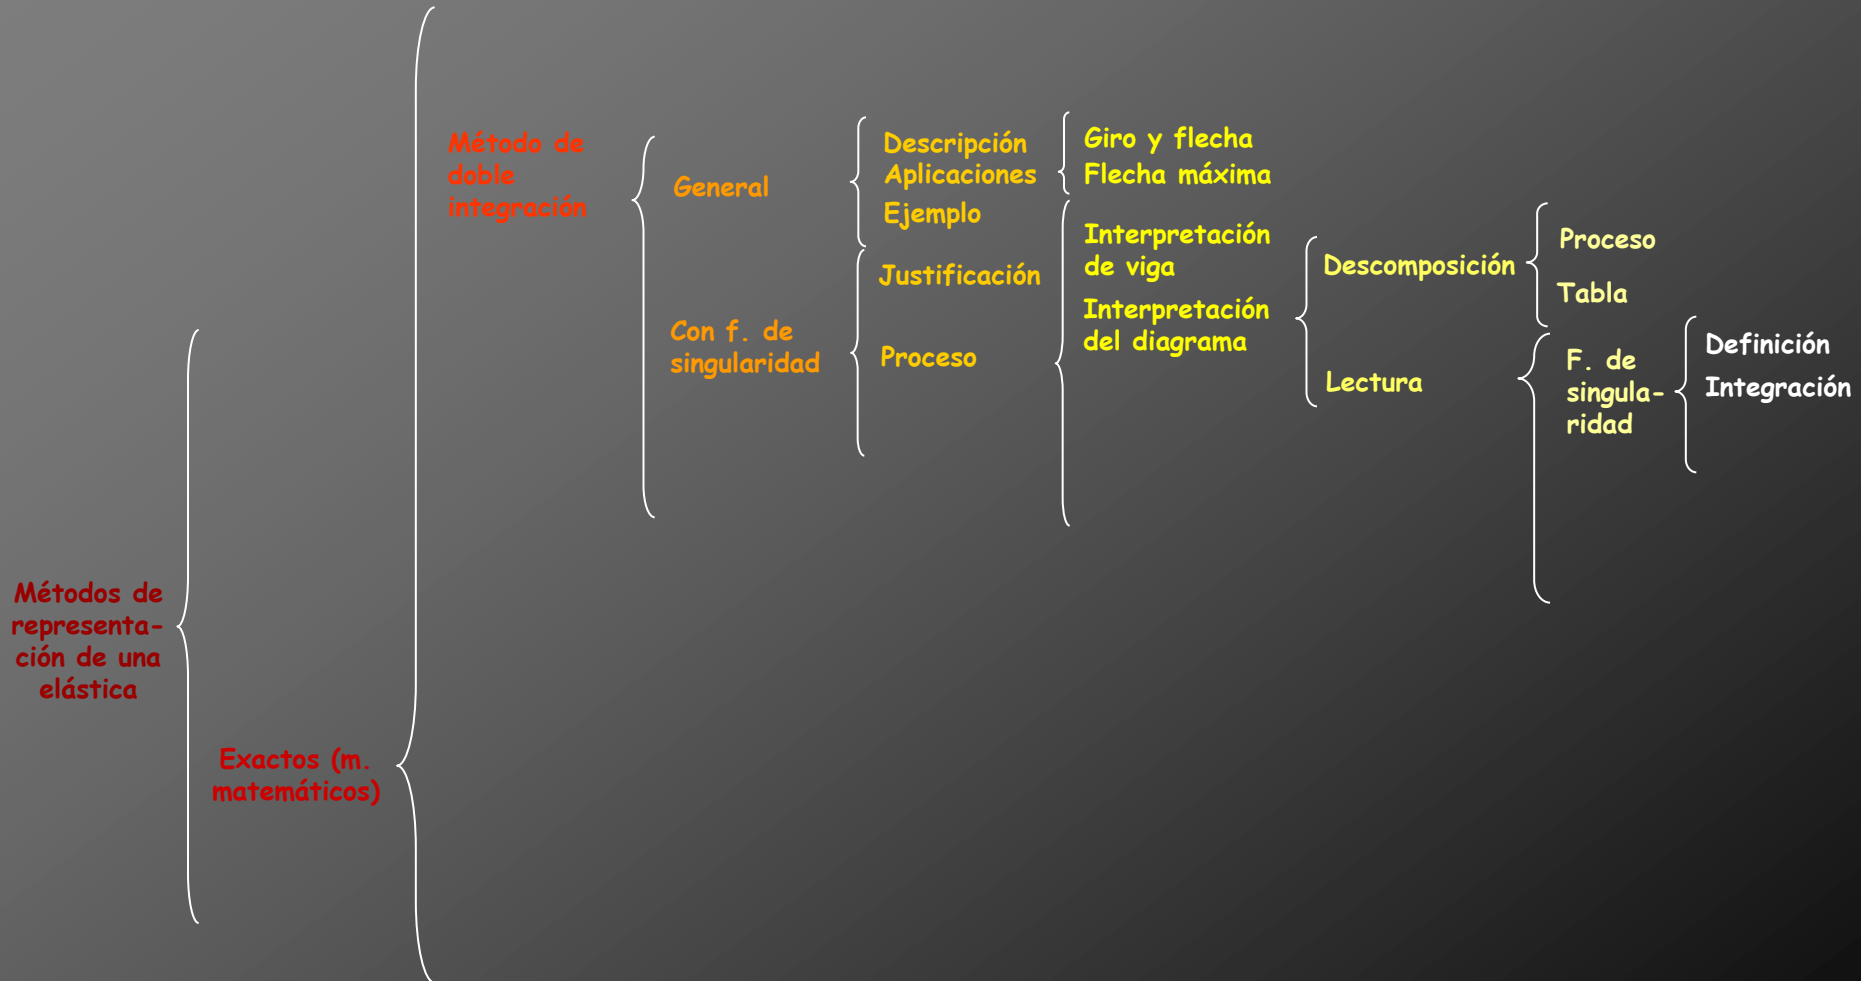 Métodos de
representa-
ción de una
elástica
Exactos (m.
matemáticos)
Método de
doble
integración
General
Descripción
Aplicaciones
Ejemplo
Giro y flecha
Flecha máxima
Con f. de
singularidad
Justificación
Proceso
Interpretación
de viga
Interpretación
del diagrama
Descomposición
Proceso
Tabla
Lectura
F. de
singula-
ridad
Definición
Integración